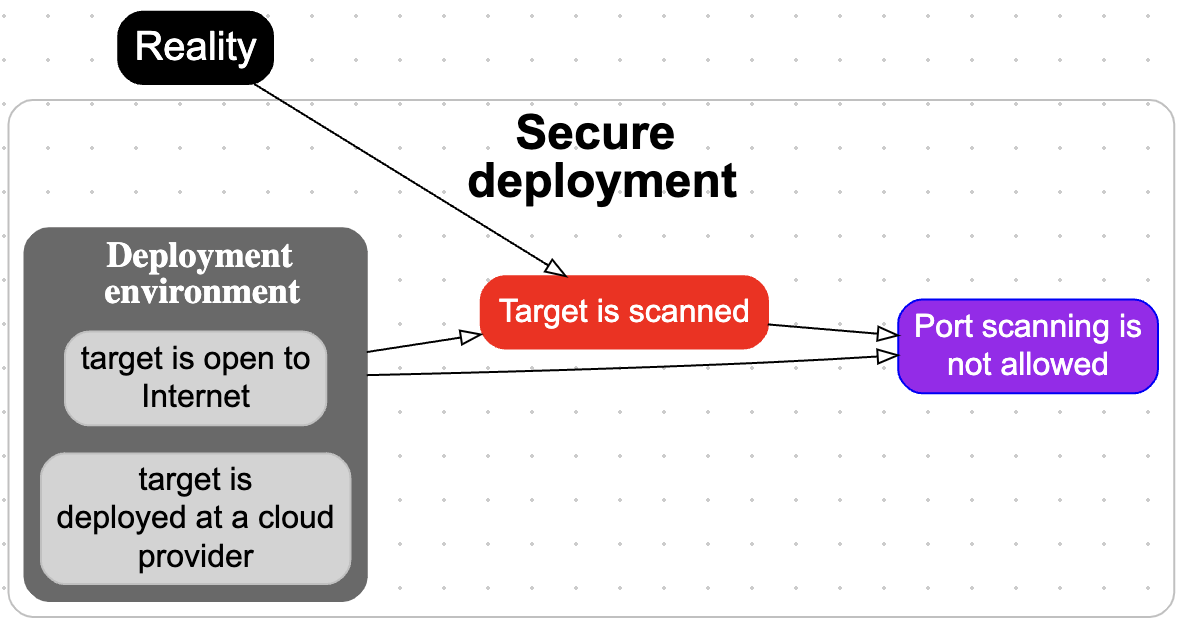 Reality
Secure
deployment
Deployment
environment
target is open to
Internet
target is
deployed at a cloud
provider
Target is scanned
Port scanning is
not allowed